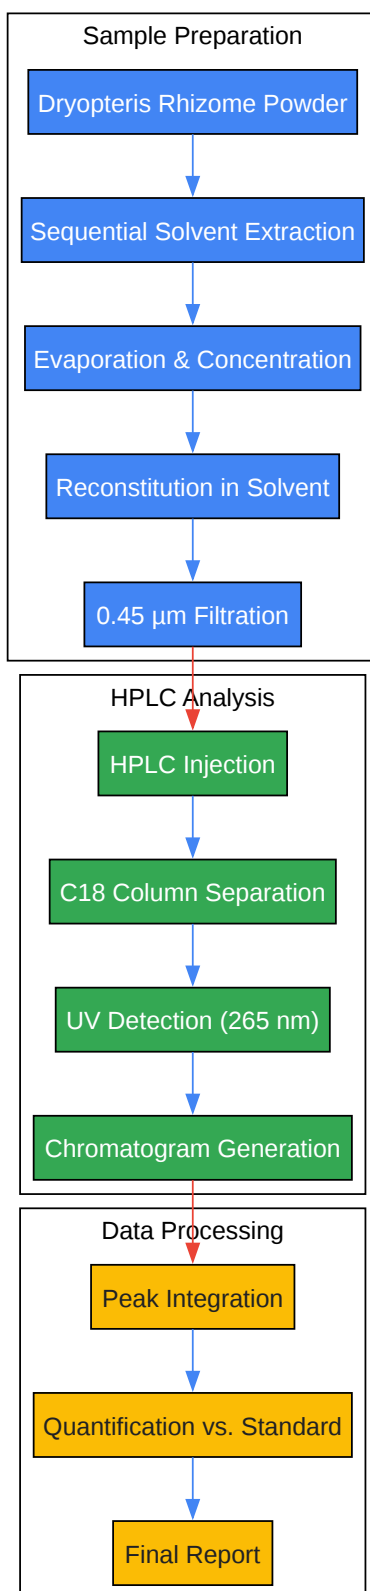 Sample Preparation
Dryopteris Rhizome Powder
Sequential Solvent Extraction
Evaporation & Concentration
Reconstitution in Solvent
0.45 µm Filtration
HPLC Analysis
HPLC Injection
C18 Column Separation
UV Detection (265 nm)
Chromatogram Generation
Data Processing
Peak Integration
Quantification vs. Standard
Final Report